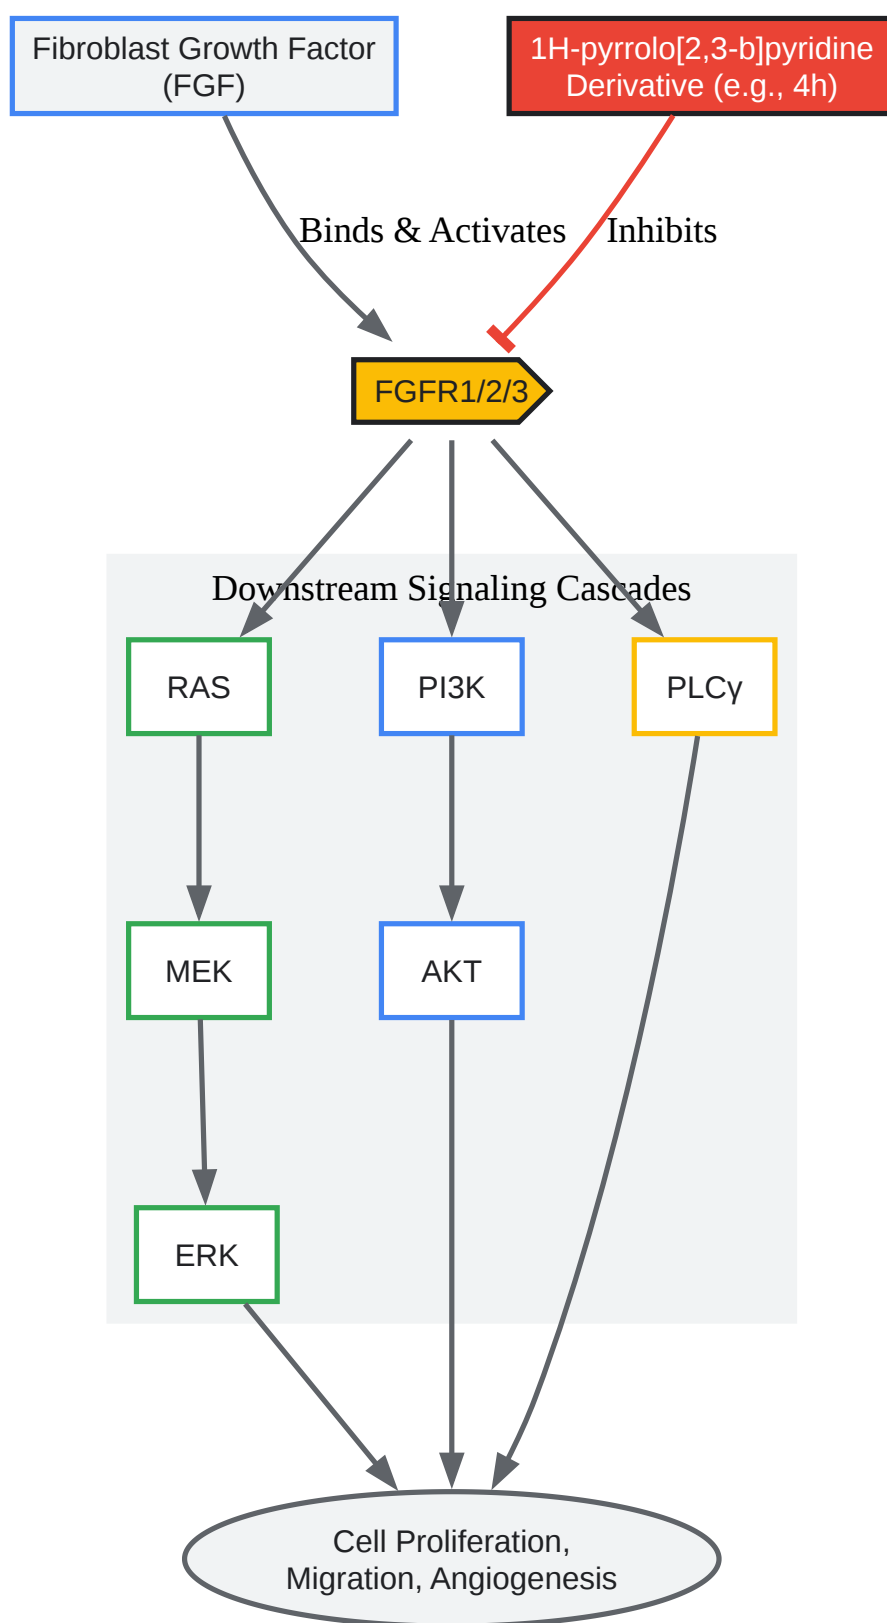 Fibroblast Growth Factor
(FGF)
1H-pyrrolo[2,3-b]pyridine
Derivative (e.g., 4h)
Binds & Activates
Inhibits
FGFR1/2/3
Downstream Signaling Cascades
RAS
PI3K
PLCγ
MEK
AKT
ERK
Cell Proliferation,
Migration, Angiogenesis